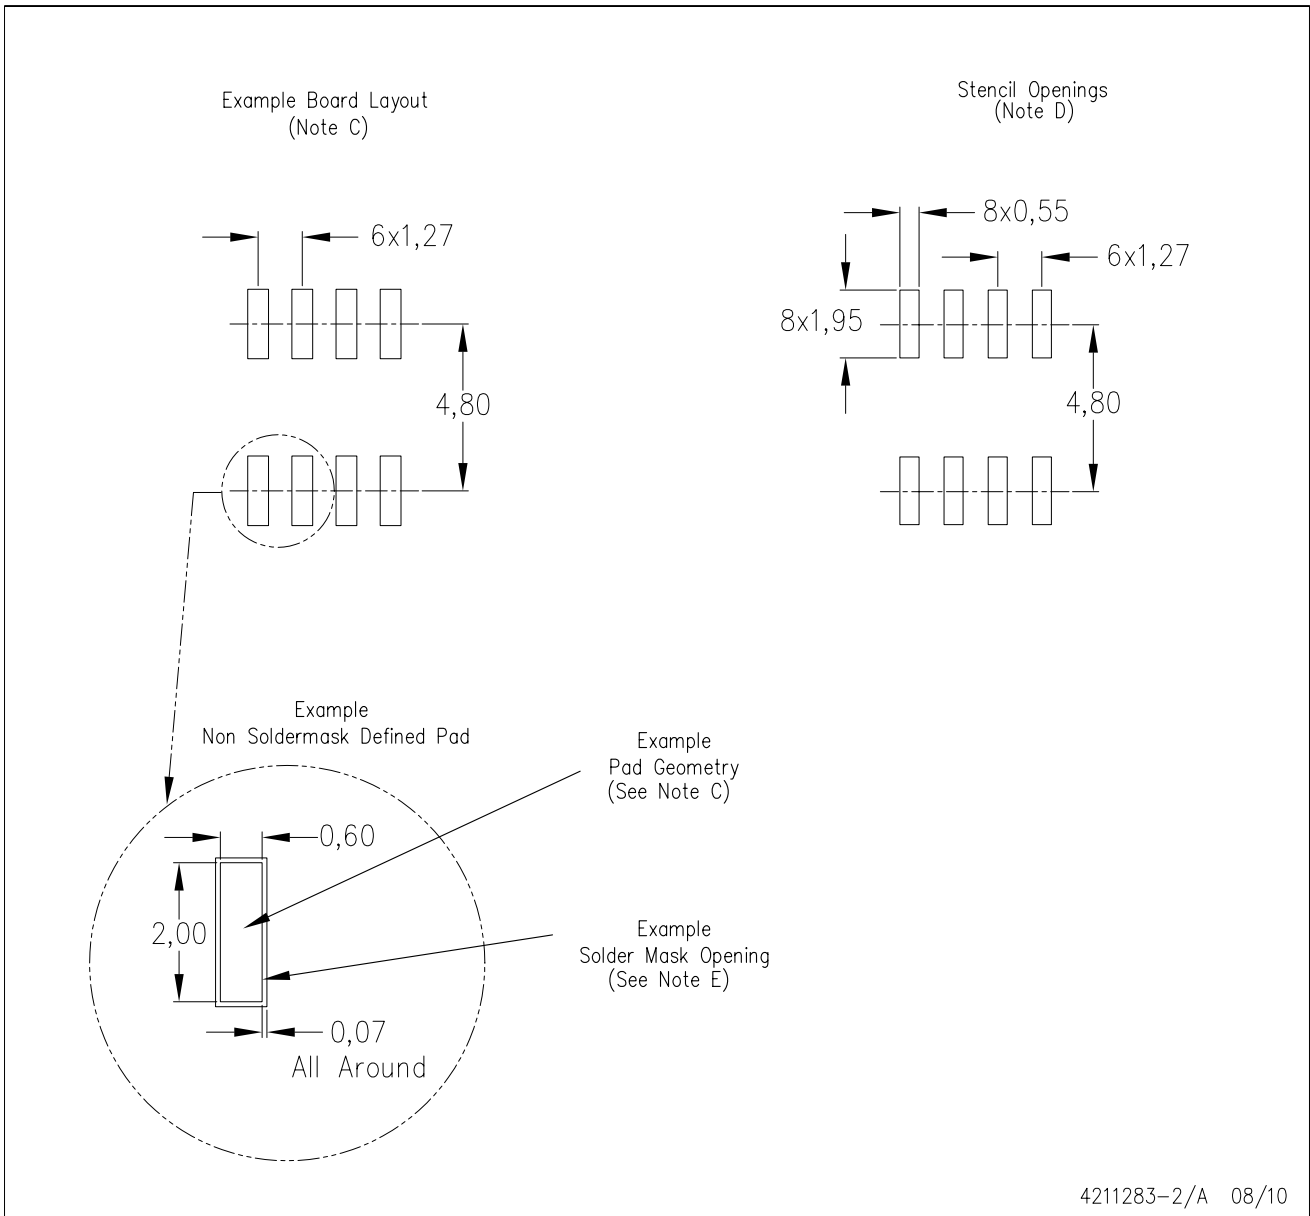 Example Board Layout
(Note C)
6x1,27
4,80
Stencil Openings
(Note D)
8x0,55
6x1,27
8x1,95
4,80
Example
Non Soldermask Defined Pad
0,60
2,00
0,07
All Around
Example
Pad Geometry
(See Note C)
Example
Solder Mask Opening
(See Note E)
4211283-2/A 08/10